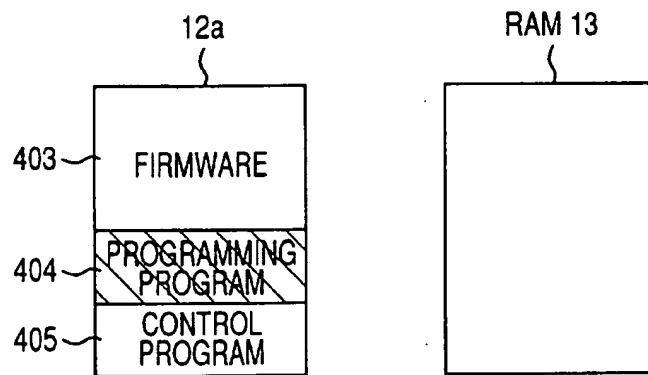 12a
RAM 13
403
FIRMWARE
404
PROGRAMMING
PROGRAM
405
CONTROL
PROGRAM